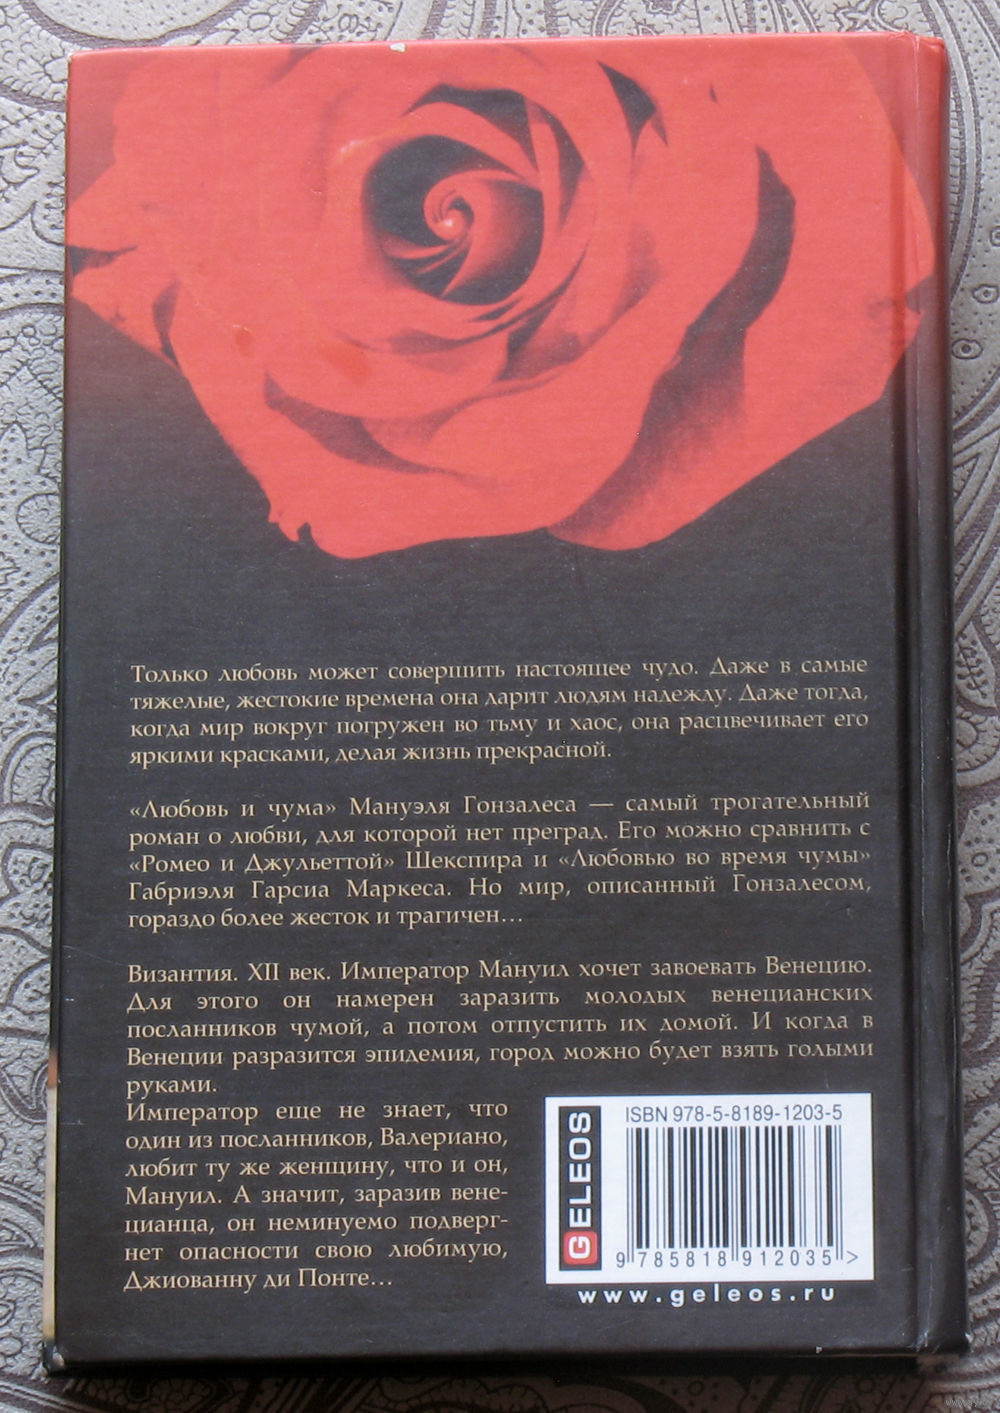 Только любовь может совершить настоящее чудо. Даже в самые
тяжелые, жестокие времена она дарит людям надежду. Даже тогда,
когда мир вокруг погружен во тьму и хаос, она расцвечивает его
яркими красками, делая жизнь прекрасной.
«Любовь и чума» Мануэля Гонзалеса — самый трогательный
роман о любви, для которой нет преград. Его можно сравнить с
«Ромео и Джульеттой» Шекспира и «Любовью во время чумы»
Габриэля Гарсиа Маркеса. Но мир, описанный Гонзалесом,
гораздо более жесток и трагичен...
Византия. XII век. Император Мануил хочет завоевать Венецию.
Для этого он намерен заразить молодых венецианских
посланников чумой, а потом отпустить их домой. И когда в
Венеции разразится эпидемия, город можно будет взять голыми
руками.
Император еще не знает, что
один из посланников, Валериано,
любит ту же женщину, что и он,
Мануил. А значит, заразив вене-
цианца, он неминуемо подверг-
нет опасности свою любимую,
Джиованну ди Понте...
GELEOS
ISBN 978-5-8189-1203-5
9 785818 912035 >
www.geleos.ru